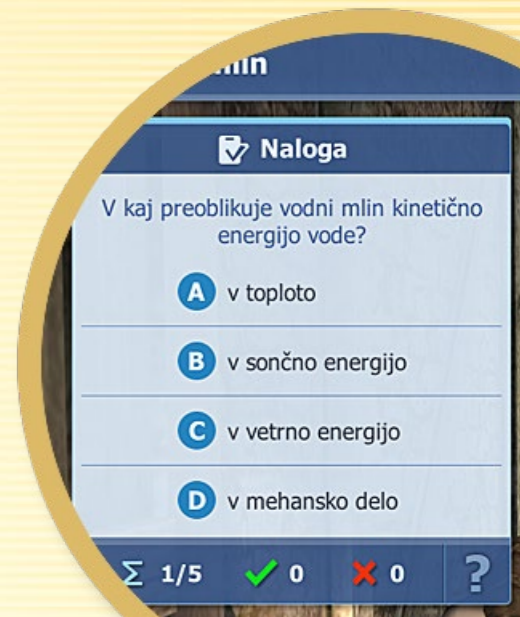 Naloga
V kaj preoblikuje vodni mlin kinetično
energijo vode?
A v toploto
B v sončno energijo
C v vetrno energijo
D v mehansko delo
Σ 1/5 ✓ 0 ✗ 0 ?